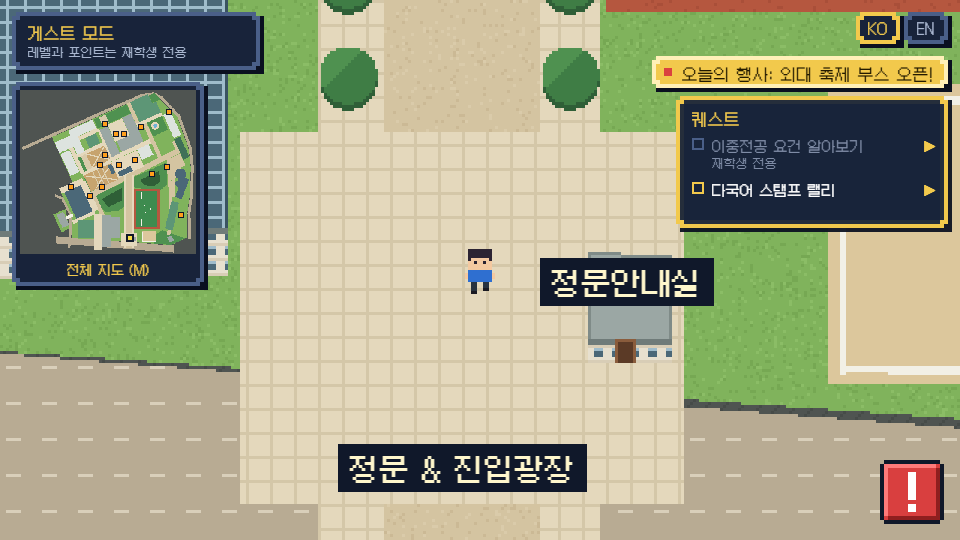 게스트 모드
레벨과 포인트는 재학생 전용
KO
EN
오늘의 행사: 외대 축제 부스 오픈!
퀘스트
이중전공 요건 알아보기
재학생 전용
다국어 스탬프 랠리
전체 지도 (M)
정문안내실
정문 & 진입광장
!